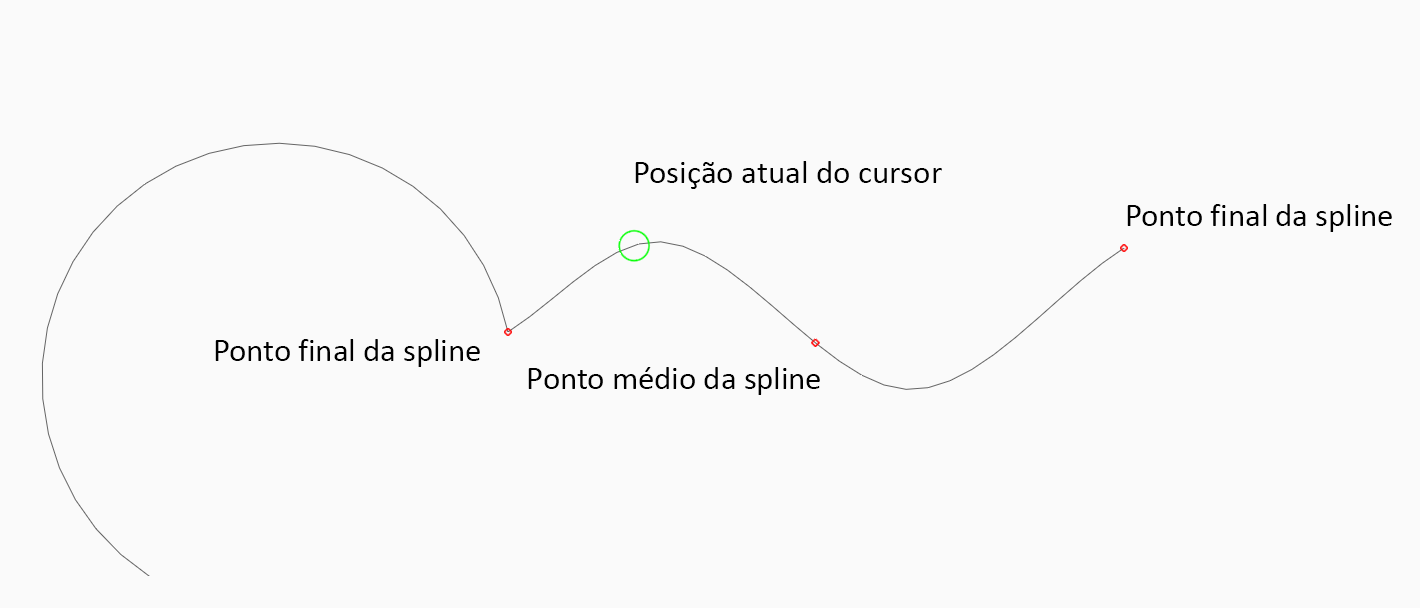 Posição atual do cursor
Ponto final da spline
Ponto final da spline
Ponto médio da spline